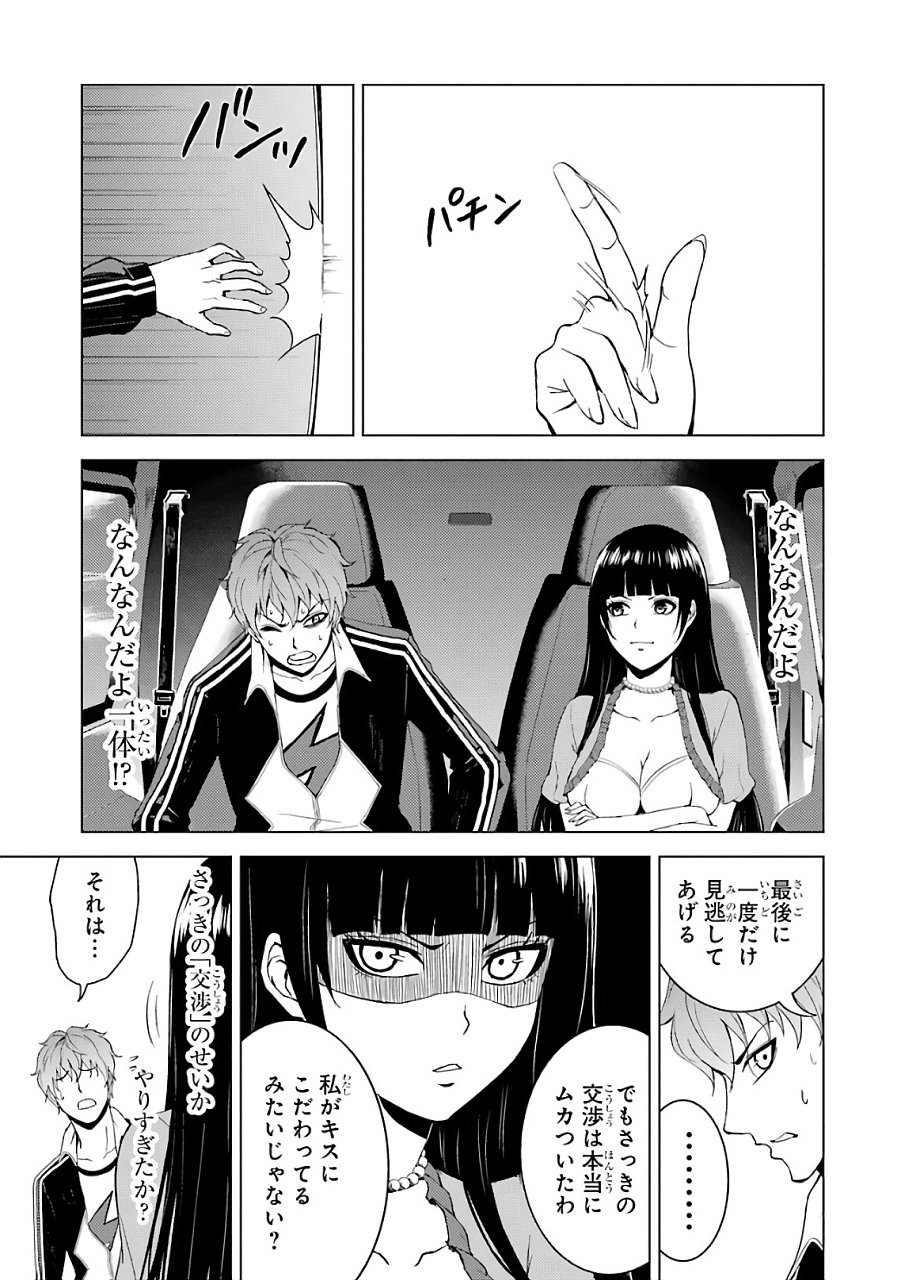 パチン
バンッ
なんなんだよ
なんなんだよ一体!?
最後に
一度だけ
見逃して
あげる
………
でもさっきの
交渉は本当に
ムカついたわ
私がキスに
こだわってる
みたいじゃない?
さっきの「交渉」のせいか
それは…
やりすぎたか?